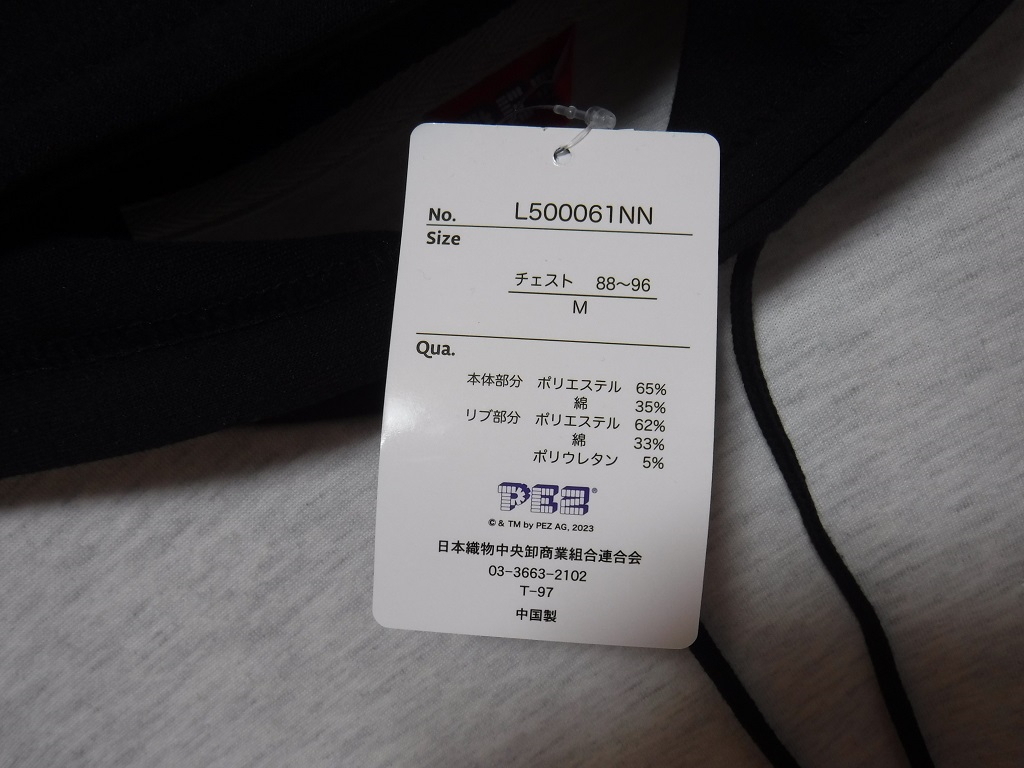 No. L500061NN
Size
チェスト 88〜96
M
Qua.
本体部分 ポリエステル 65%
綿 35%
リブ部分 ポリエステル 62%
綿 33%
ポリウレタン 5%
PEZ®
© & TM by PEZ AG, 2023
日本織物中央卸商業組合連合会
03-3663-2102
T-97
中国製